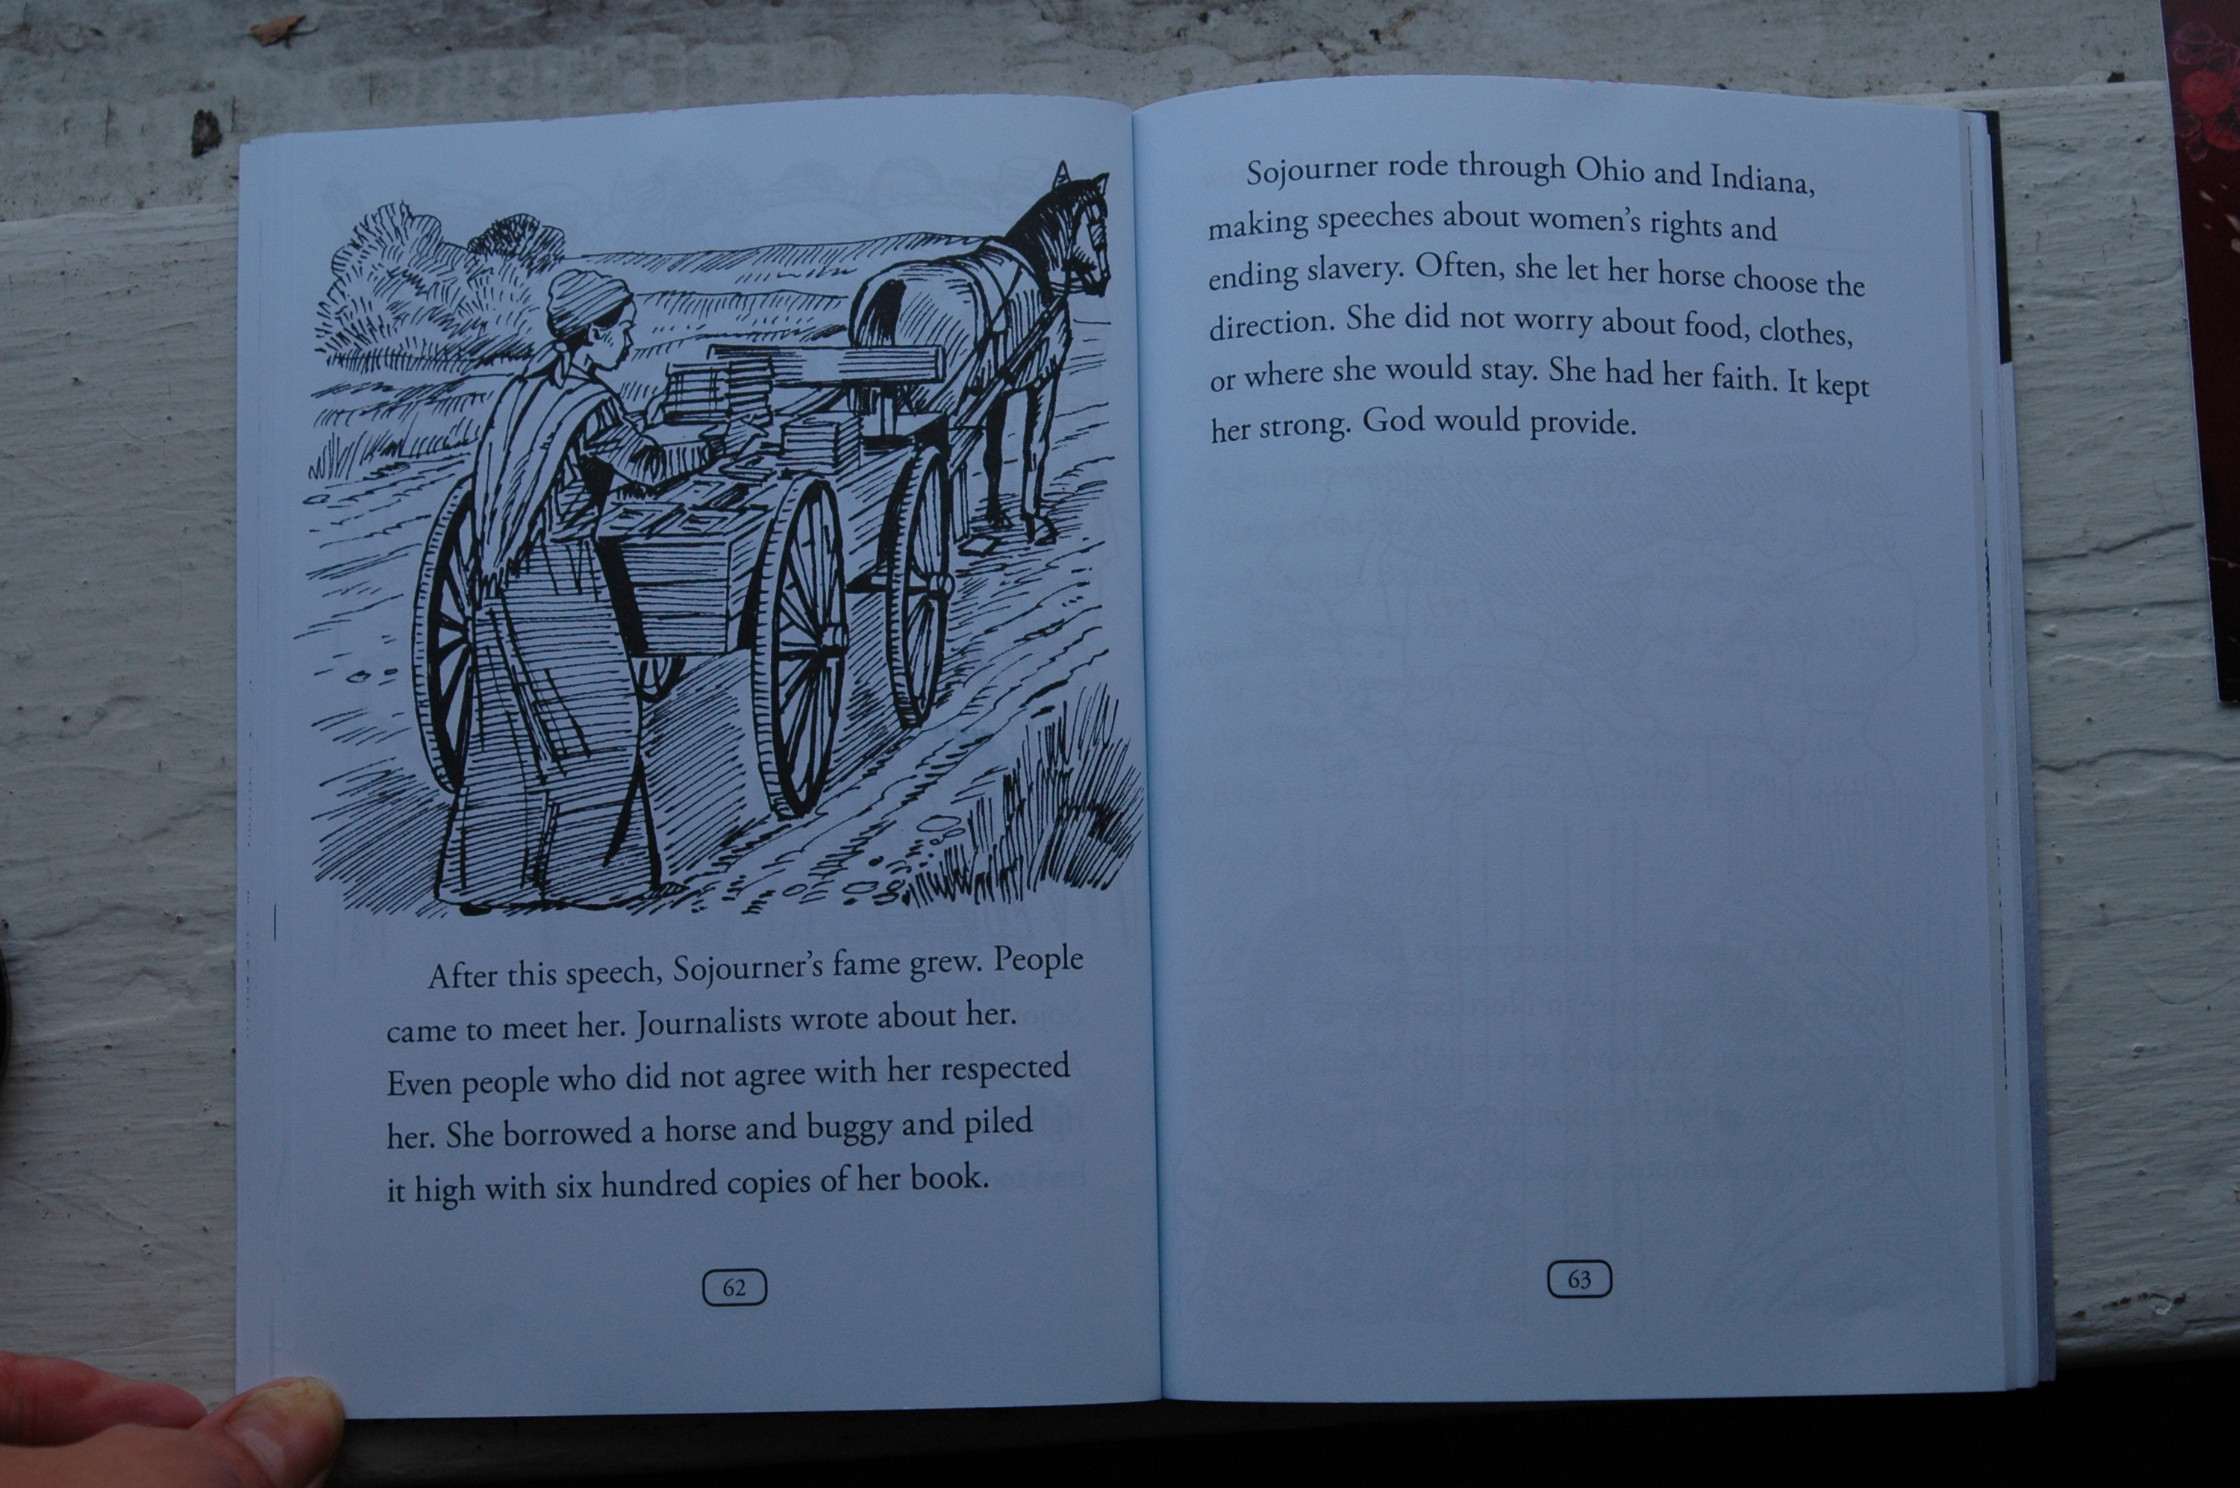 After this speech, Sojourner’s fame grew. People
came to meet her. Journalists wrote about her.
Even people who did not agree with her respected
her. She borrowed a horse and buggy and piled
it high with six hundred copies of her book.
62
Sojourner rode through Ohio and Indiana,
making speeches about women’s rights and
ending slavery. Often, she let her horse choose the
direction. She did not worry about food, clothes,
or where she would stay. She had her faith. It kept
her strong. God would provide.
63